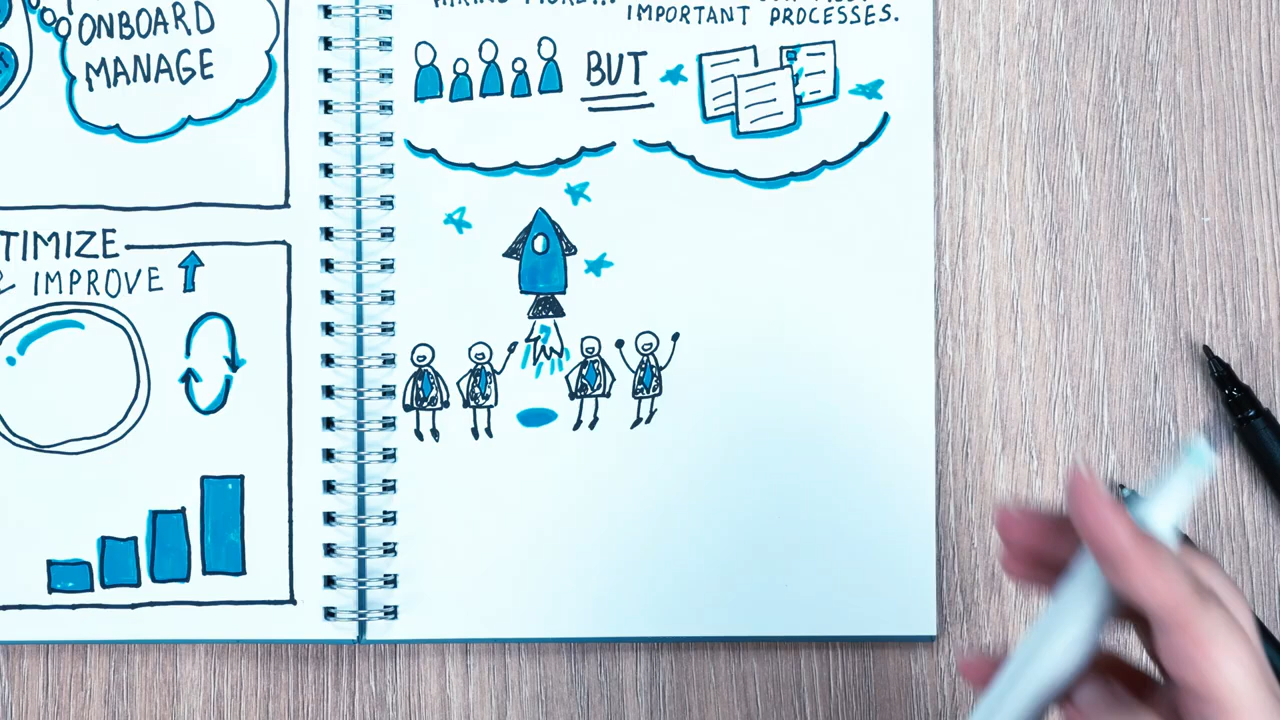 ONBOARD
MANAGE
TIMIZE
& IMPROVE
IMPORTANT PROCESSES.
BUT